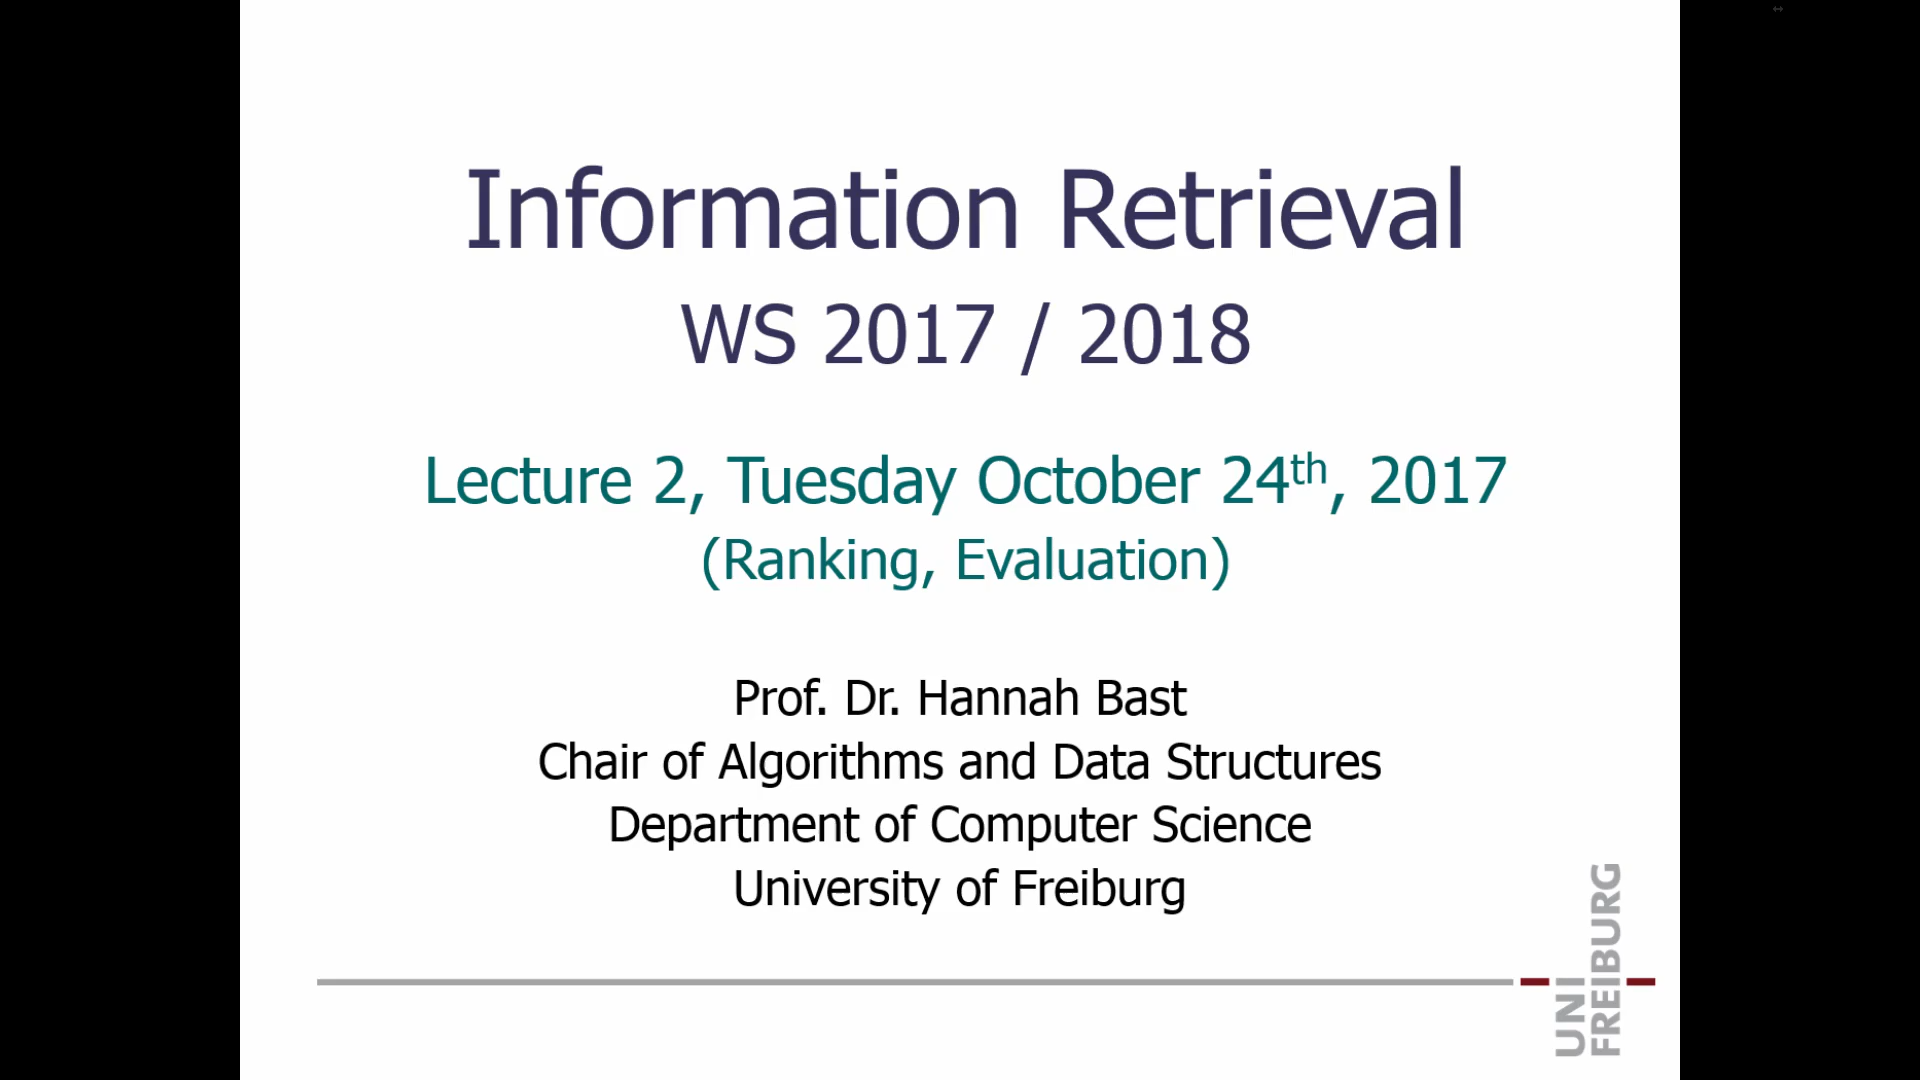 Information Retrieval
WS 2017 / 2018
Lecture 2, Tuesday October 24th, 2017
(Ranking, Evaluation)
Prof. Dr. Hannah Bast
Chair of Algorithms and Data Structures
Department of Computer Science
University of Freiburg
UNI
FREIBURG